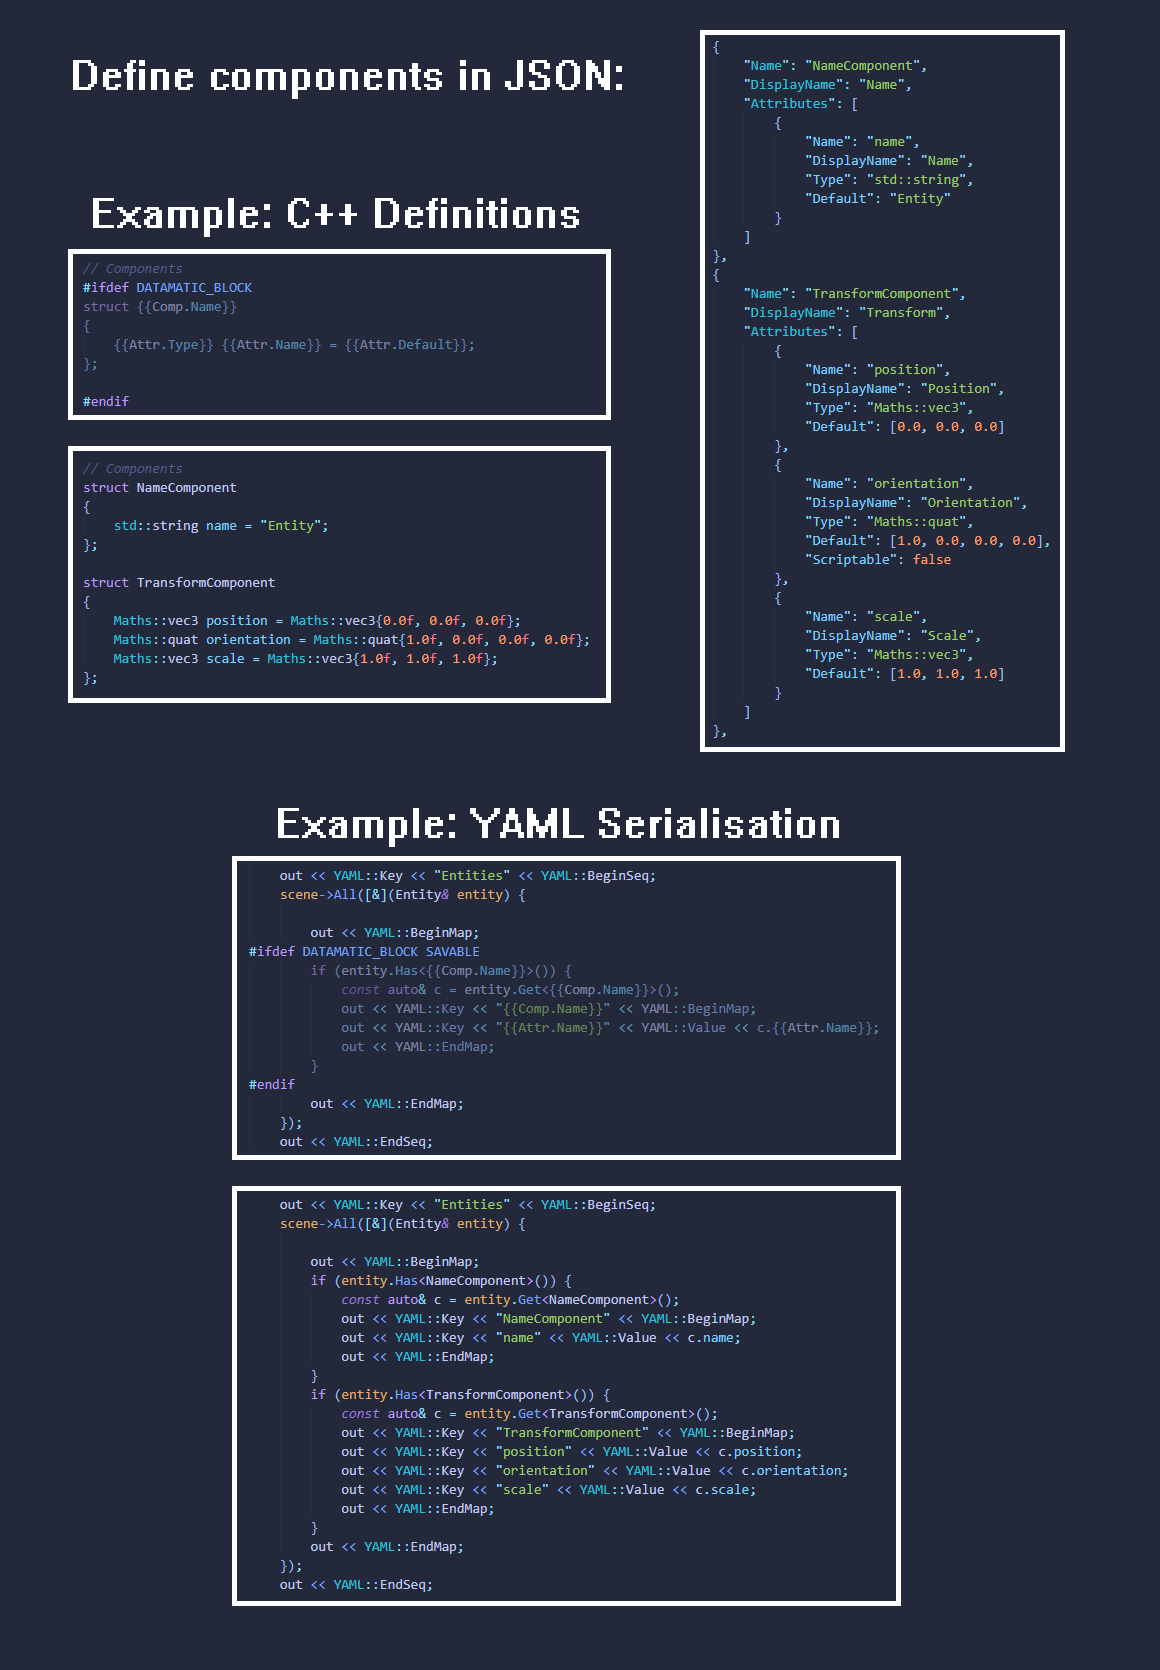 Define components in JSON:
{
    "Name": "NameComponent",
    "DisplayName": "Name",
    "Attributes": [
        {
            "Name": "name",
            "DisplayName": "Name",
            "Type": "std::string",
            "Default": "Entity"
        }
    ]
},
{
    "Name": "TransformComponent",
    "DisplayName": "Transform",
    "Attributes": [
        {
            "Name": "position",
            "DisplayName": "Position",
            "Type": "Maths::vec3",
            "Default": [0.0, 0.0, 0.0]
        },
        {
            "Name": "orientation",
            "DisplayName": "Orientation",
            "Type": "Maths::quat",
            "Default": [1.0, 0.0, 0.0, 0.0],
            "Scriptable": false
        },
        {
            "Name": "scale",
            "DisplayName": "Scale",
            "Type": "Maths::vec3",
            "Default": [1.0, 1.0, 1.0]
        }
    ]
},
Example: C++ Definitions
// Components
#ifdef DATAMATIC_BLOCK
struct {{Comp.Name}}
{
    {{Attr.Type}} {{Attr.Name}} = {{Attr.Default}};
};
#endif
// Components
struct NameComponent
{
    std::string name = "Entity";
};
struct TransformComponent
{
    Maths::vec3 position = Maths::vec3{0.0f, 0.0f, 0.0f};
    Maths::quat orientation = Maths::quat{1.0f, 0.0f, 0.0f, 0.0f};
    Maths::vec3 scale = Maths::vec3{1.0f, 1.0f, 1.0f};
};
Example: YAML Serialisation
    out << YAML::Key << "Entities" << YAML::BeginSeq;
    scene->All([&](Entity& entity) {
        out << YAML::BeginMap;
#ifdef DATAMATIC_BLOCK SAVABLE
        if (entity.Has<{{Comp.Name}}>()) {
            const auto& c = entity.Get<{{Comp.Name}}>();
            out << YAML::Key << "{{Comp.Name}}" << YAML::BeginMap;
            out << YAML::Key << "{{Attr.Name}}" << YAML::Value << c.{{Attr.Name}};
            out << YAML::EndMap;
        }
#endif
        out << YAML::EndMap;
    });
    out << YAML::EndSeq;
    out << YAML::Key << "Entities" << YAML::BeginSeq;
    scene->All([&](Entity& entity) {
        out << YAML::BeginMap;
        if (entity.Has<NameComponent>()) {
            const auto& c = entity.Get<NameComponent>();
            out << YAML::Key << "NameComponent" << YAML::BeginMap;
            out << YAML::Key << "name" << YAML::Value << c.name;
            out << YAML::EndMap;
        }
        if (entity.Has<TransformComponent>()) {
            const auto& c = entity.Get<TransformComponent>();
            out << YAML::Key << "TransformComponent" << YAML::BeginMap;
            out << YAML::Key << "position" << YAML::Value << c.position;
            out << YAML::Key << "orientation" << YAML::Value << c.orientation;
            out << YAML::Key << "scale" << YAML::Value << c.scale;
            out << YAML::EndMap;
        }
        out << YAML::EndMap;
    });
    out << YAML::EndSeq;